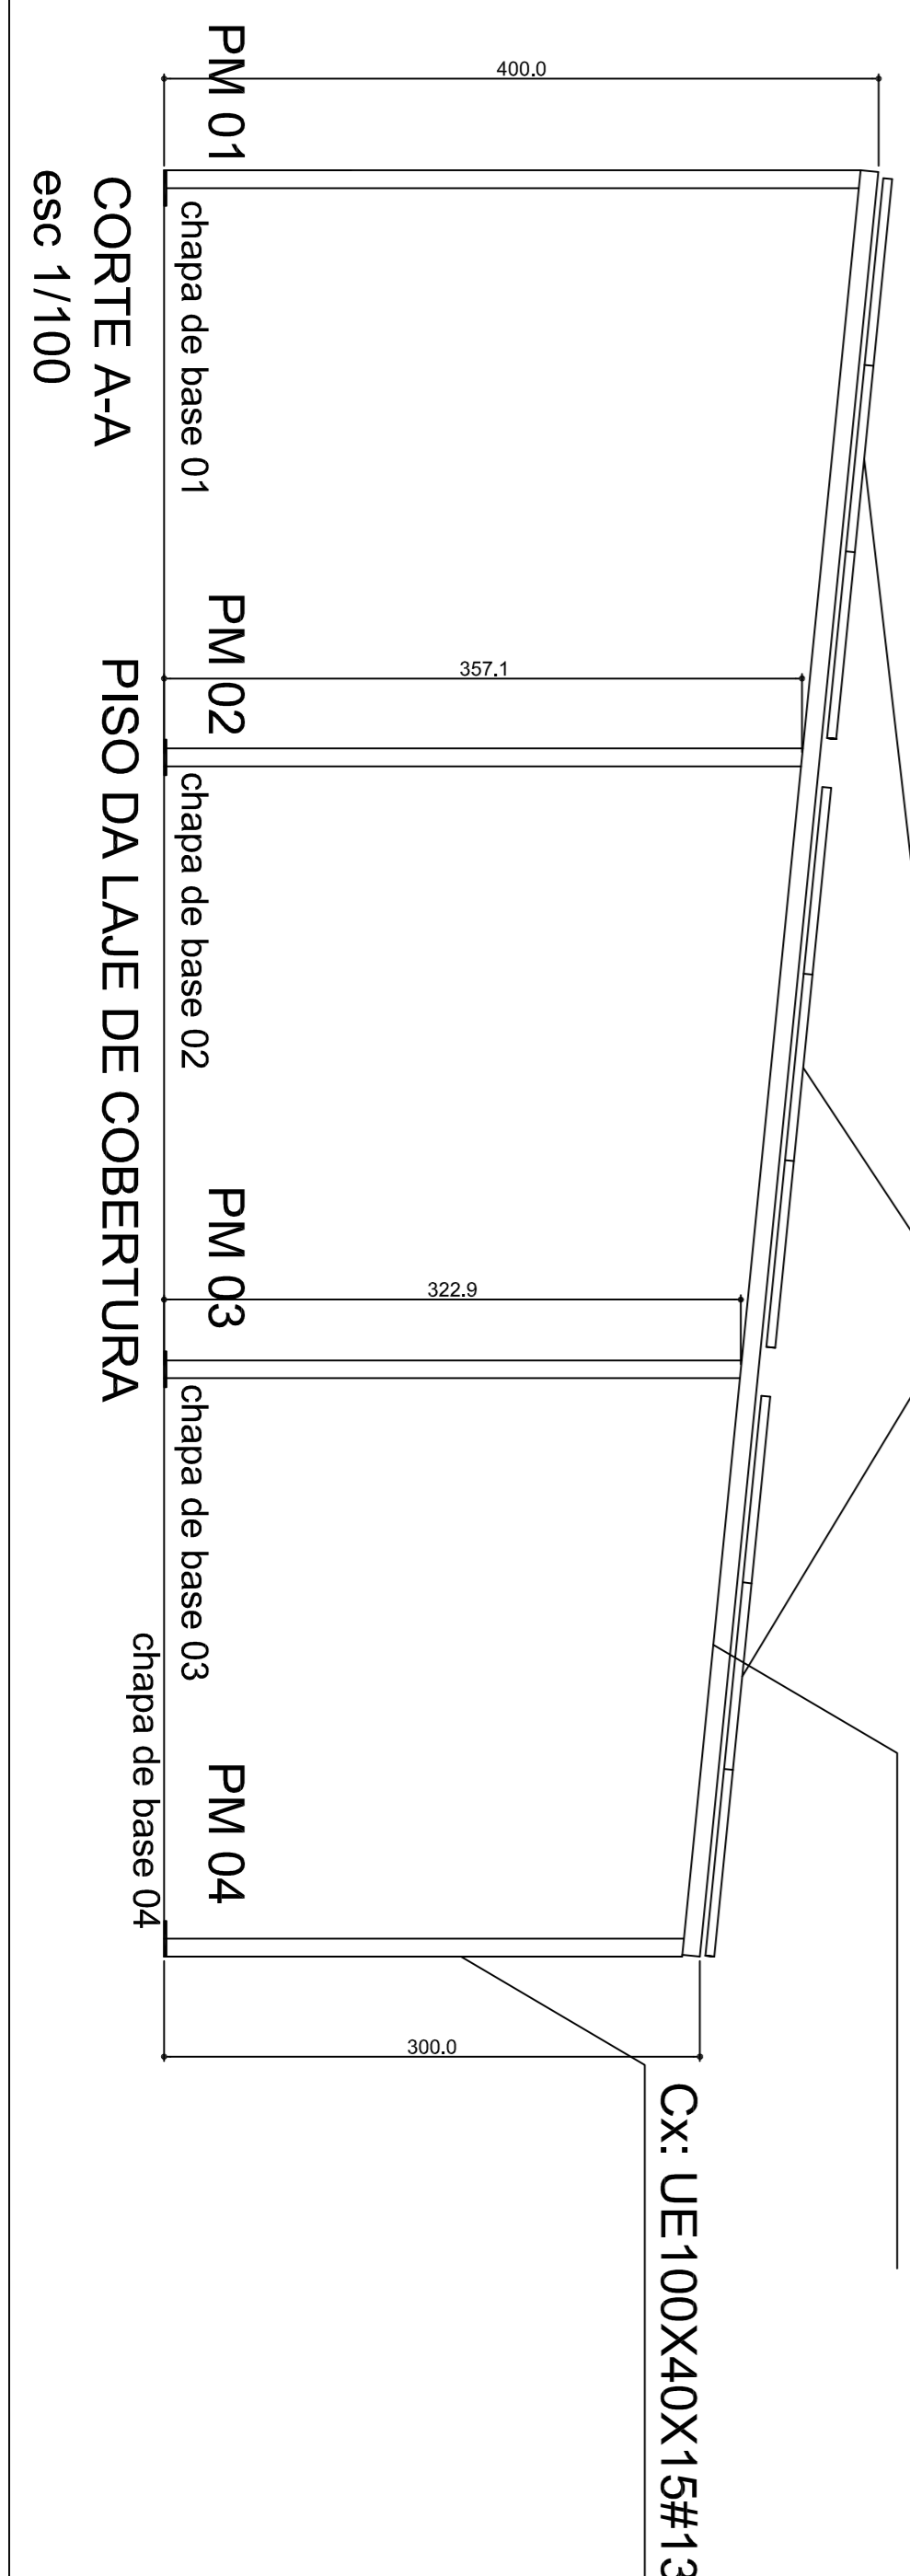 400.0
357.1
322.9
300.0
Cx: UE100X40X15#13
PM 01
PM 02
PM 03
PM 04
chapa de base 01
chapa de base 02
chapa de base 03
chapa de base 04
CORTE A-A
PISO DA LAJE DE COBERTURA
esc 1/100